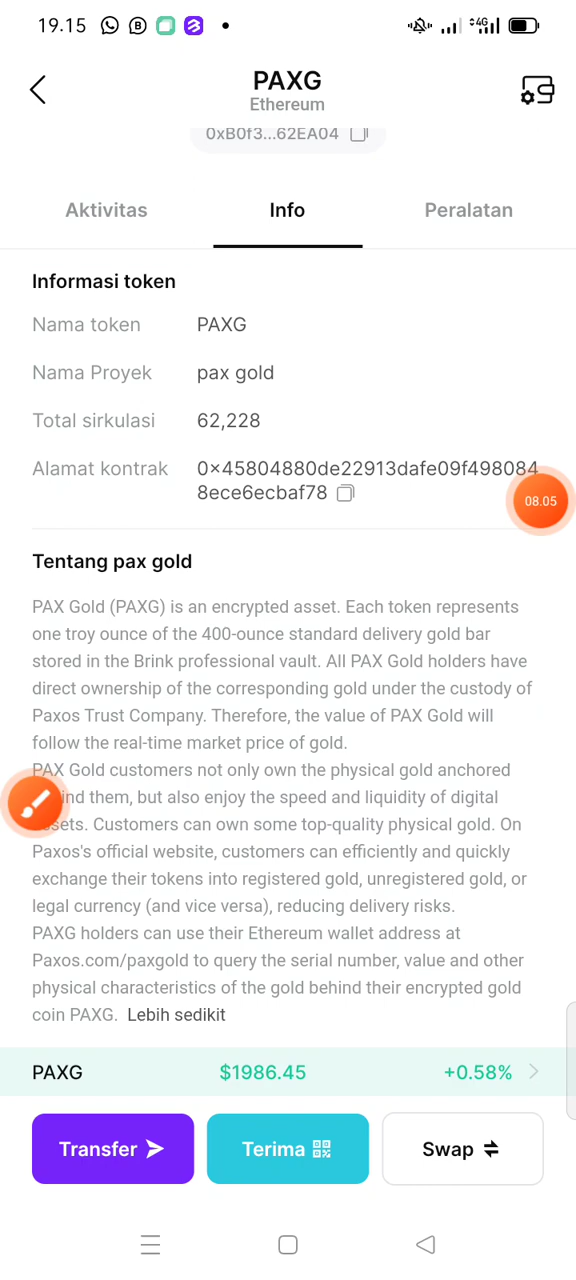 19.15
4G
PAXG
Ethereum
0xB0f3...62EA04
Aktivitas
Info
Peralatan
Informasi token
Nama token PAXG
Nama Proyek pax gold
Total sirkulasi 62,228
Alamat kontrak 0×45804880de22913dafe09f498084
8ece6ecbaf78
08.05
Tentang pax gold
PAX Gold (PAXG) is an encrypted asset. Each token represents
one troy ounce of the 400-ounce standard delivery gold bar
stored in the Brink professional vault. All PAX Gold holders have
direct ownership of the corresponding gold under the custody of
Paxos Trust Company. Therefore, the value of PAX Gold will
follow the real-time market price of gold.
PAX Gold customers not only own the physical gold anchored
them, but also enjoy the speed and liquidity of digital
Customers can own some top-quality physical gold. On
Paxos's official website, customers can efficiently and quickly
exchange their tokens into registered gold, unregistered gold, or
legal currency (and vice versa), reducing delivery risks.
PAXG holders can use their Ethereum wallet address at
Paxos.com/paxgold to query the serial number, value and other
physical characteristics of the gold behind their encrypted gold
coin PAXG. Lebih sedikit
PAXG $1986.45 +0.58%
Transfer
Terima
Swap